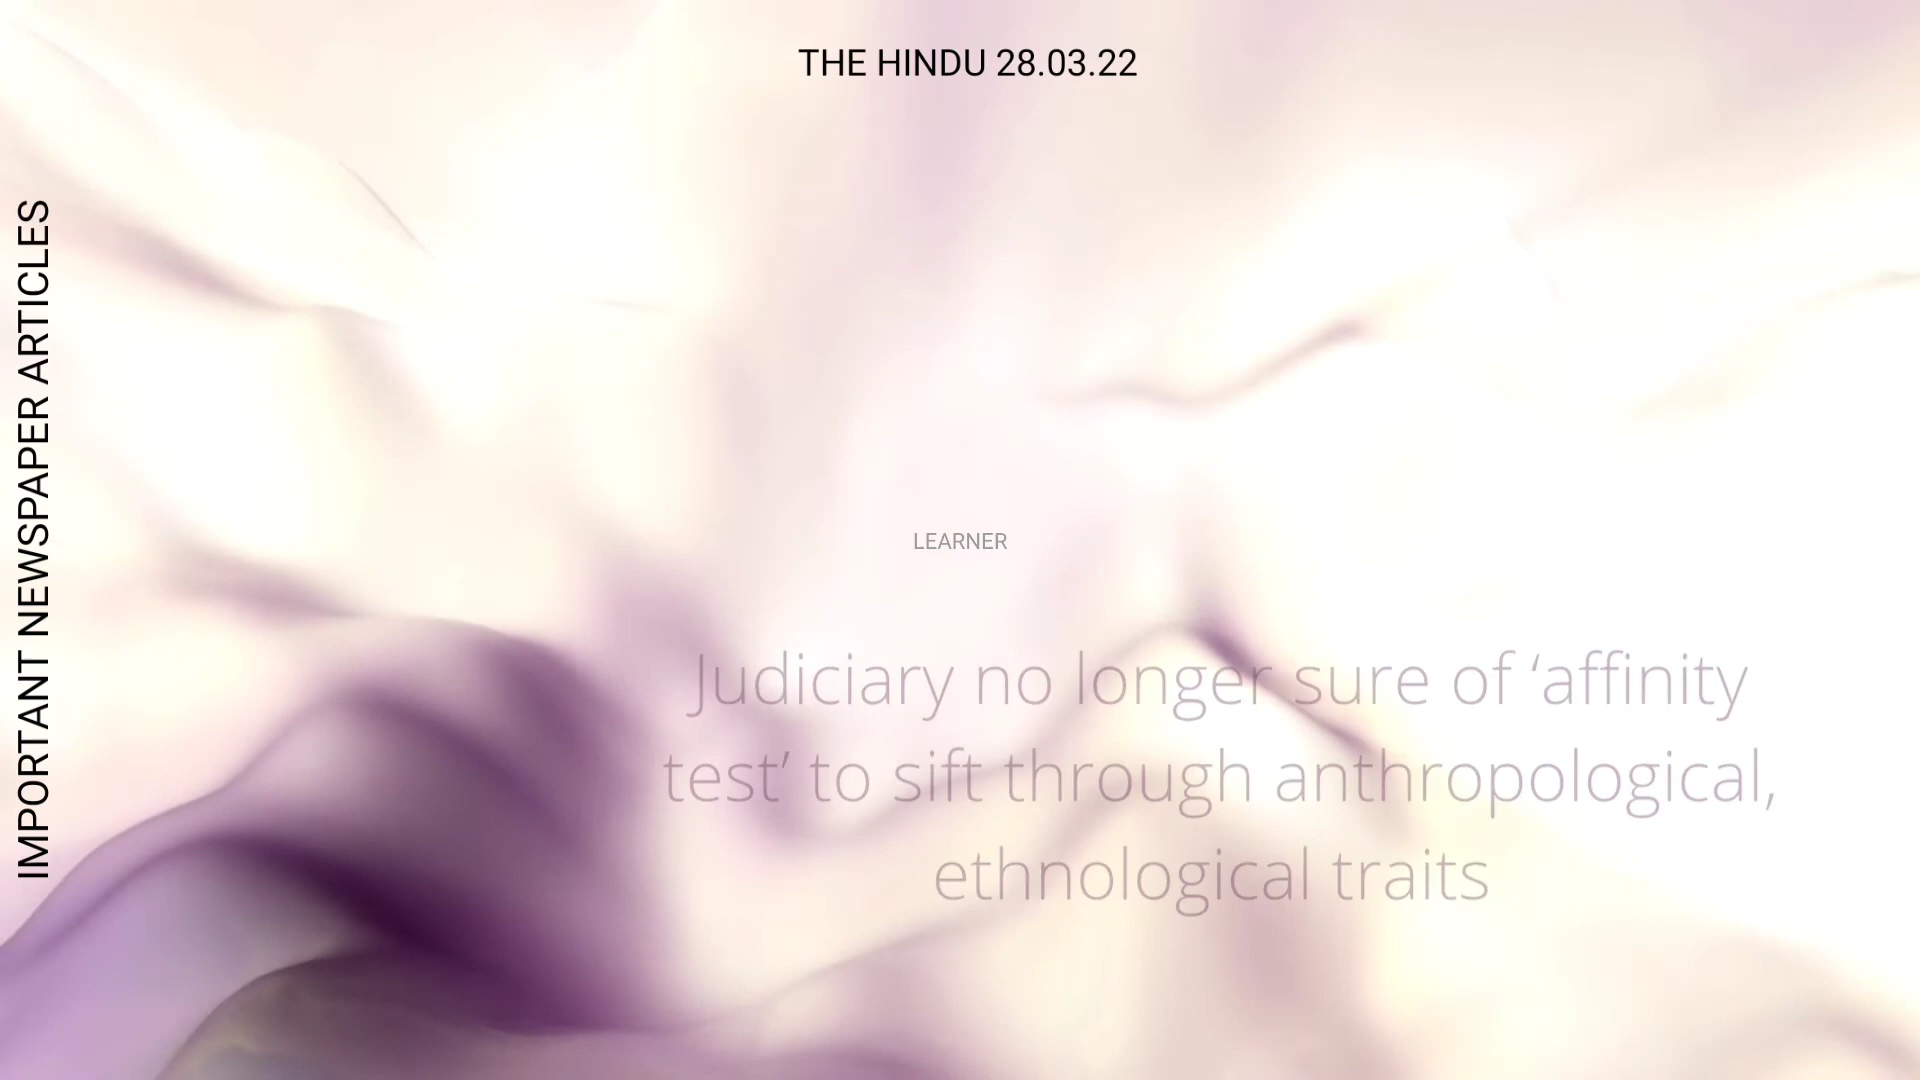 THE HINDU 28.03.22
IMPORTANT NEWSPAPER ARTICLES
LEARNER
Judiciary no longer sure of ‘affinity
test’ to sift through anthropological,
ethnological traits